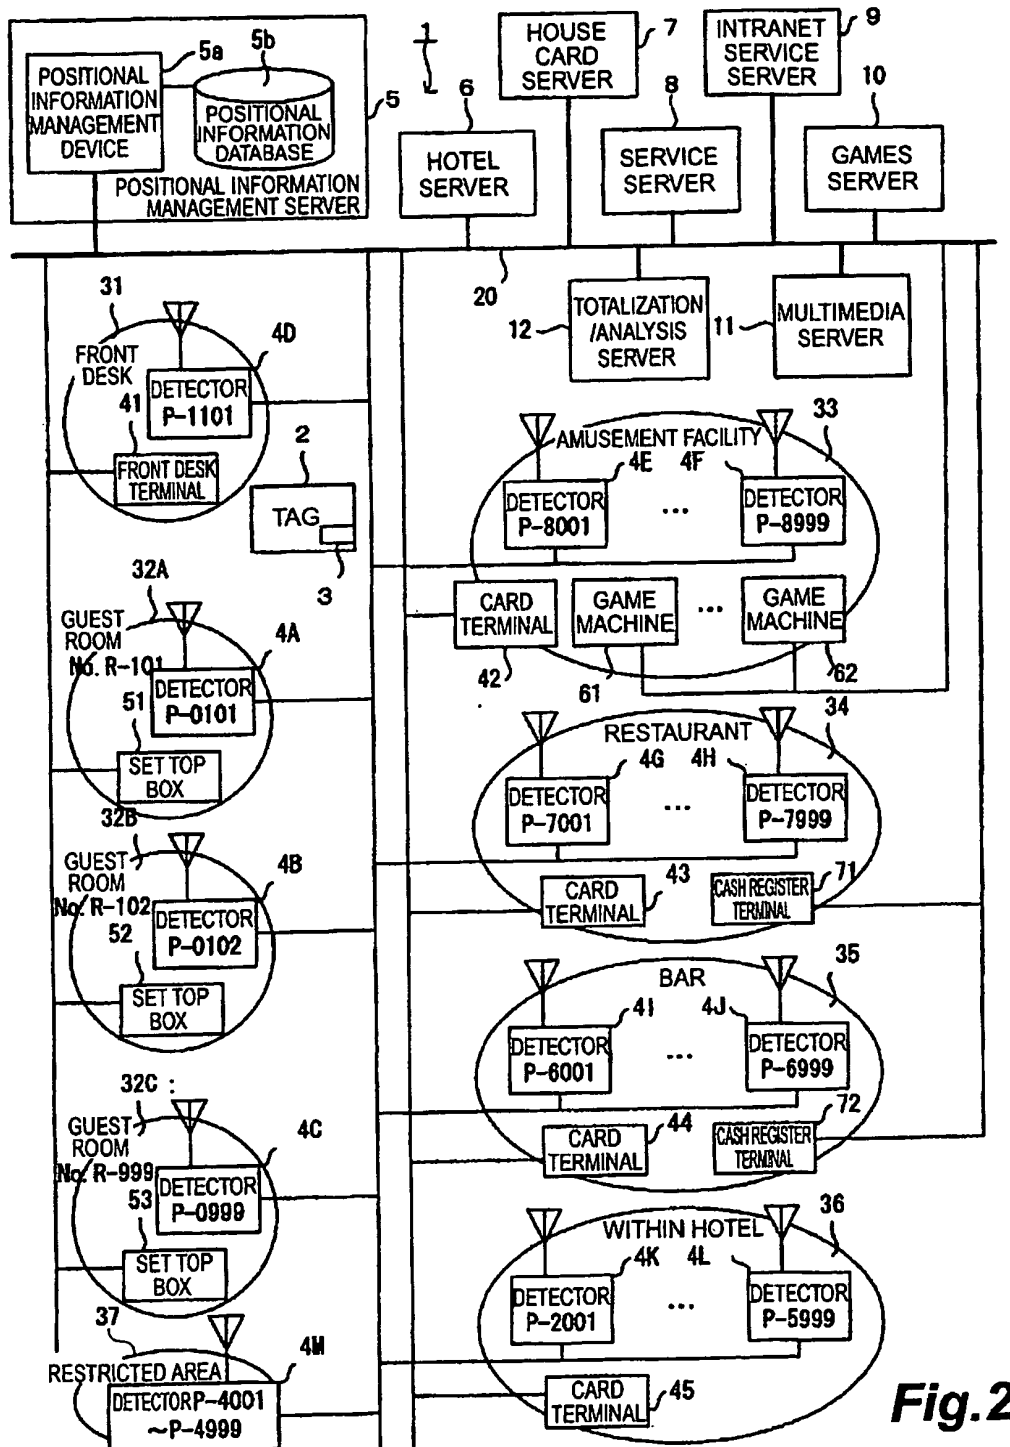 5a
5b
POSITIONAL
INFORMATION
MANAGEMENT
DEVICE
POSITIONAL
INFORMATION
DATABASE
5
POSITIONAL INFORMATION
MANAGEMENT SERVER
1
6
HOTEL
SERVER
HOUSE
CARD
SERVER
7
8
SERVICE
SERVER
INTRANET
SERVICE
SERVER
9
10
GAMES
SERVER
20
12
TOTALIZATION
/ANALYSIS
SERVER
11
MULTIMEDIA
SERVER
31
FRONT
DESK
4D
DETECTOR
P-1101
41
FRONT DESK
TERMINAL
2
TAG
3
32A
GUEST
ROOM
No. R-101
4A
DETECTOR
P-0101
51
SET TOP
BOX
32B
GUEST
ROOM
No. R-102
4B
DETECTOR
P-0102
52
SET TOP
BOX
32C :
GUEST
ROOM
No. R-999
4C
DETECTOR
P-0999
53
SET TOP
BOX
37
RESTRICTED AREA
4M
DETECTOR P-4001
~P-4999
33
AMUSEMENT FACILITY
4E 4F
DETECTOR
P-8001
...
DETECTOR
P-8999
CARD
TERMINAL
GAME
MACHINE
...
GAME
MACHINE
42
61
62
34
RESTAURANT
4G 4H
DETECTOR
P-7001
...
DETECTOR
P-7999
CARD
TERMINAL
43
CASH REGISTER
TERMINAL
71
35
BAR
4I 4J
DETECTOR
P-6001
...
DETECTOR
P-6999
CARD
TERMINAL
44
CASH REGISTER
TERMINAL
72
36
WITHIN HOTEL
4K 4L
DETECTOR
P-2001
...
DETECTOR
P-5999
CARD
TERMINAL
45
Fig.2